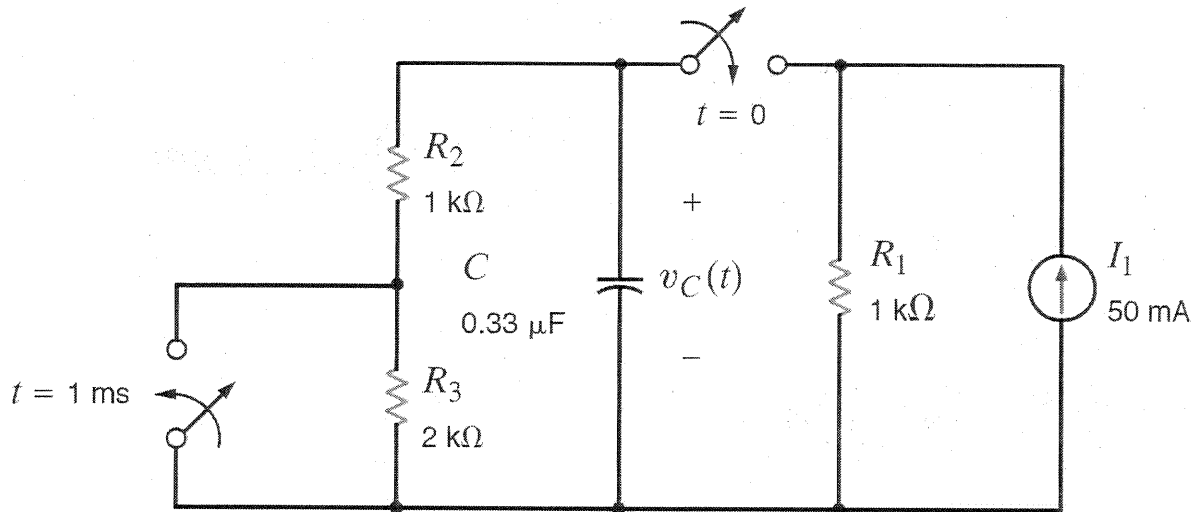 t = 0
R2
1 kΩ
C
0.33 μF
+
vC(t)
−
R1
1 kΩ
I1
50 mA
t = 1 ms
R3
2 kΩ